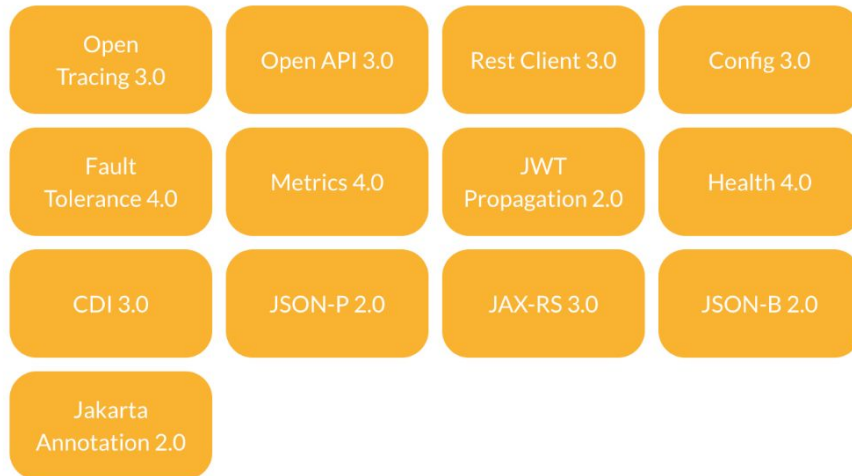 Open
Tracing 3.0
Open API 3.0
Rest Client 3.0
Config 3.0
Fault
Tolerance 4.0
Metrics 4.0
JWT
Propagation 2.0
Health 4.0
CDI 3.0
JSON-P 2.0
JAX-RS 3.0
JSON-B 2.0
Jakarta
Annotation 2.0